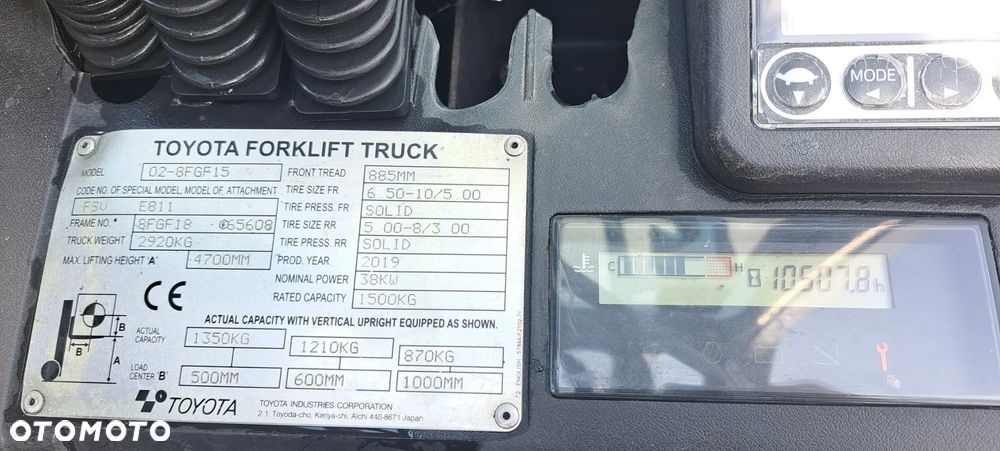 TOYOTA FORKLIFT TRUCK
MODEL 02-8FGF15 FRONT TREAD 885MM
CODE NO. OF SPECIAL MODEL, MODEL OF, ATTACHMENT TIRE SIZE FR 6 50-10/5.00
FSV E811 TIRE PRESS. FR SOLID
FRAME NO. 8FGF18 65608 TIRE SIZE RR 5 00-8/3 00
TRUCK WEIGHT 2920KG TIRE PRESS. RR SOLID
MAX. LIFTING HEIGHT 'A' 4700MM PROD. YEAR 2019
NOMINAL POWER 38KW
RATED CAPACITY 1500KG
CE
ACTUAL CAPACITY WITH VERTICAL UPRIGHT EQUIPPED AS SHOWN.
ACTUAL CAPACITY 1350KG 1210KG 870KG
LOAD CENTER 'B' 500MM 600MM 1000MM
B
B
A
TOYOTA
TOYOTA INDUSTRIES CORPORATION
2-1, Toyoda-cho, Kariya-shi, Aichi 448-8671 Japan
MODE
C H 10507.8h
OTOMOTO